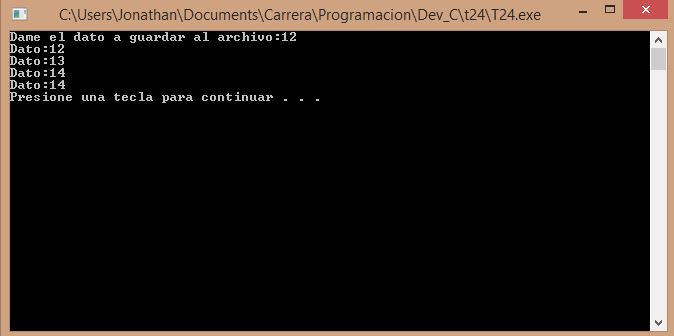 C:\Users\Jonathan\Documents\Carrera\Programacion\Dev_C\t24\T24.exe
Dame el dato a guardar al archivo:12
Dato:12
Dato:13
Dato:14
Dato:14
Presione una tecla para continuar . . .